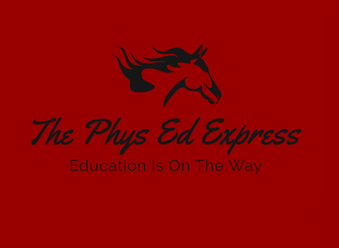 The Phys Ed Express
Education Is On The Way